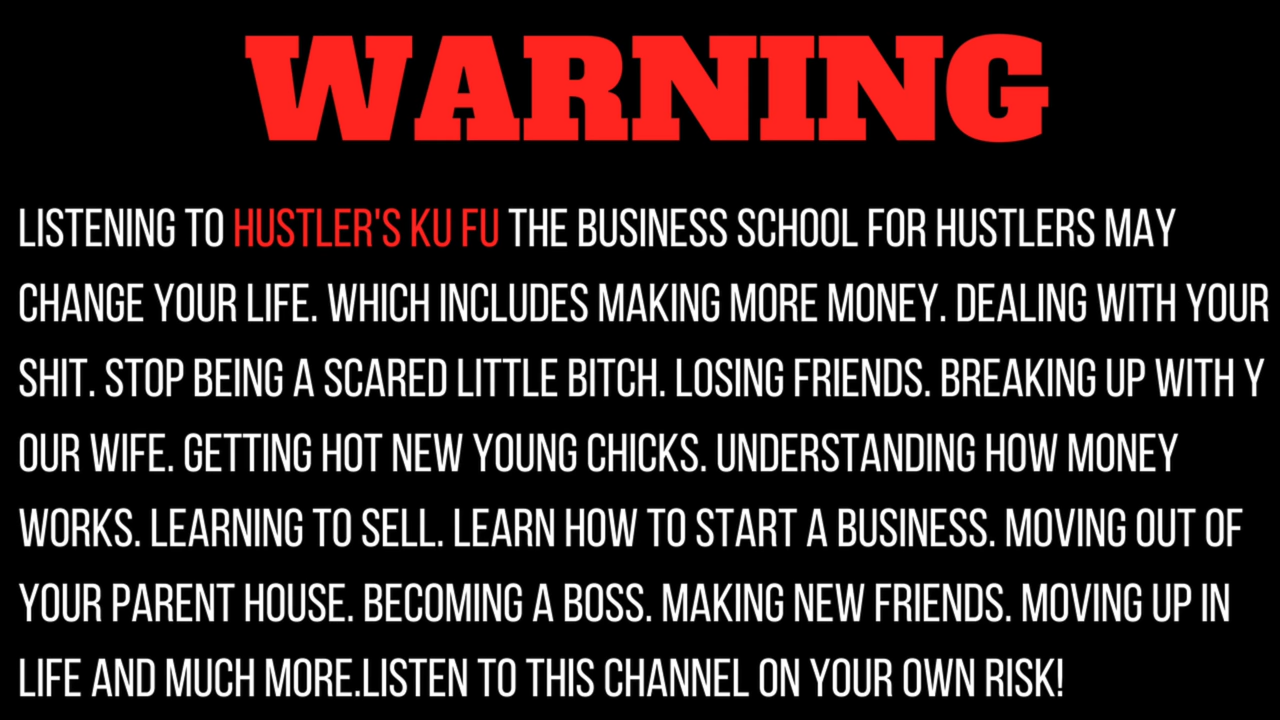 WARNING
LISTENING TO HUSTLER'S KU FU THE BUSINESS SCHOOL FOR HUSTLERS MAY
CHANGE YOUR LIFE. WHICH INCLUDES MAKING MORE MONEY. DEALING WITH YOUR
SHIT. STOP BEING A SCARED LITTLE BITCH. LOSING FRIENDS. BREAKING UP WITH Y
OUR WIFE. GETTING HOT NEW YOUNG CHICKS. UNDERSTANDING HOW MONEY
WORKS. LEARNING TO SELL. LEARN HOW TO START A BUSINESS. MOVING OUT OF
YOUR PARENT HOUSE. BECOMING A BOSS. MAKING NEW FRIENDS. MOVING UP IN
LIFE AND MUCH MORE.LISTEN TO THIS CHANNEL ON YOUR OWN RISK!